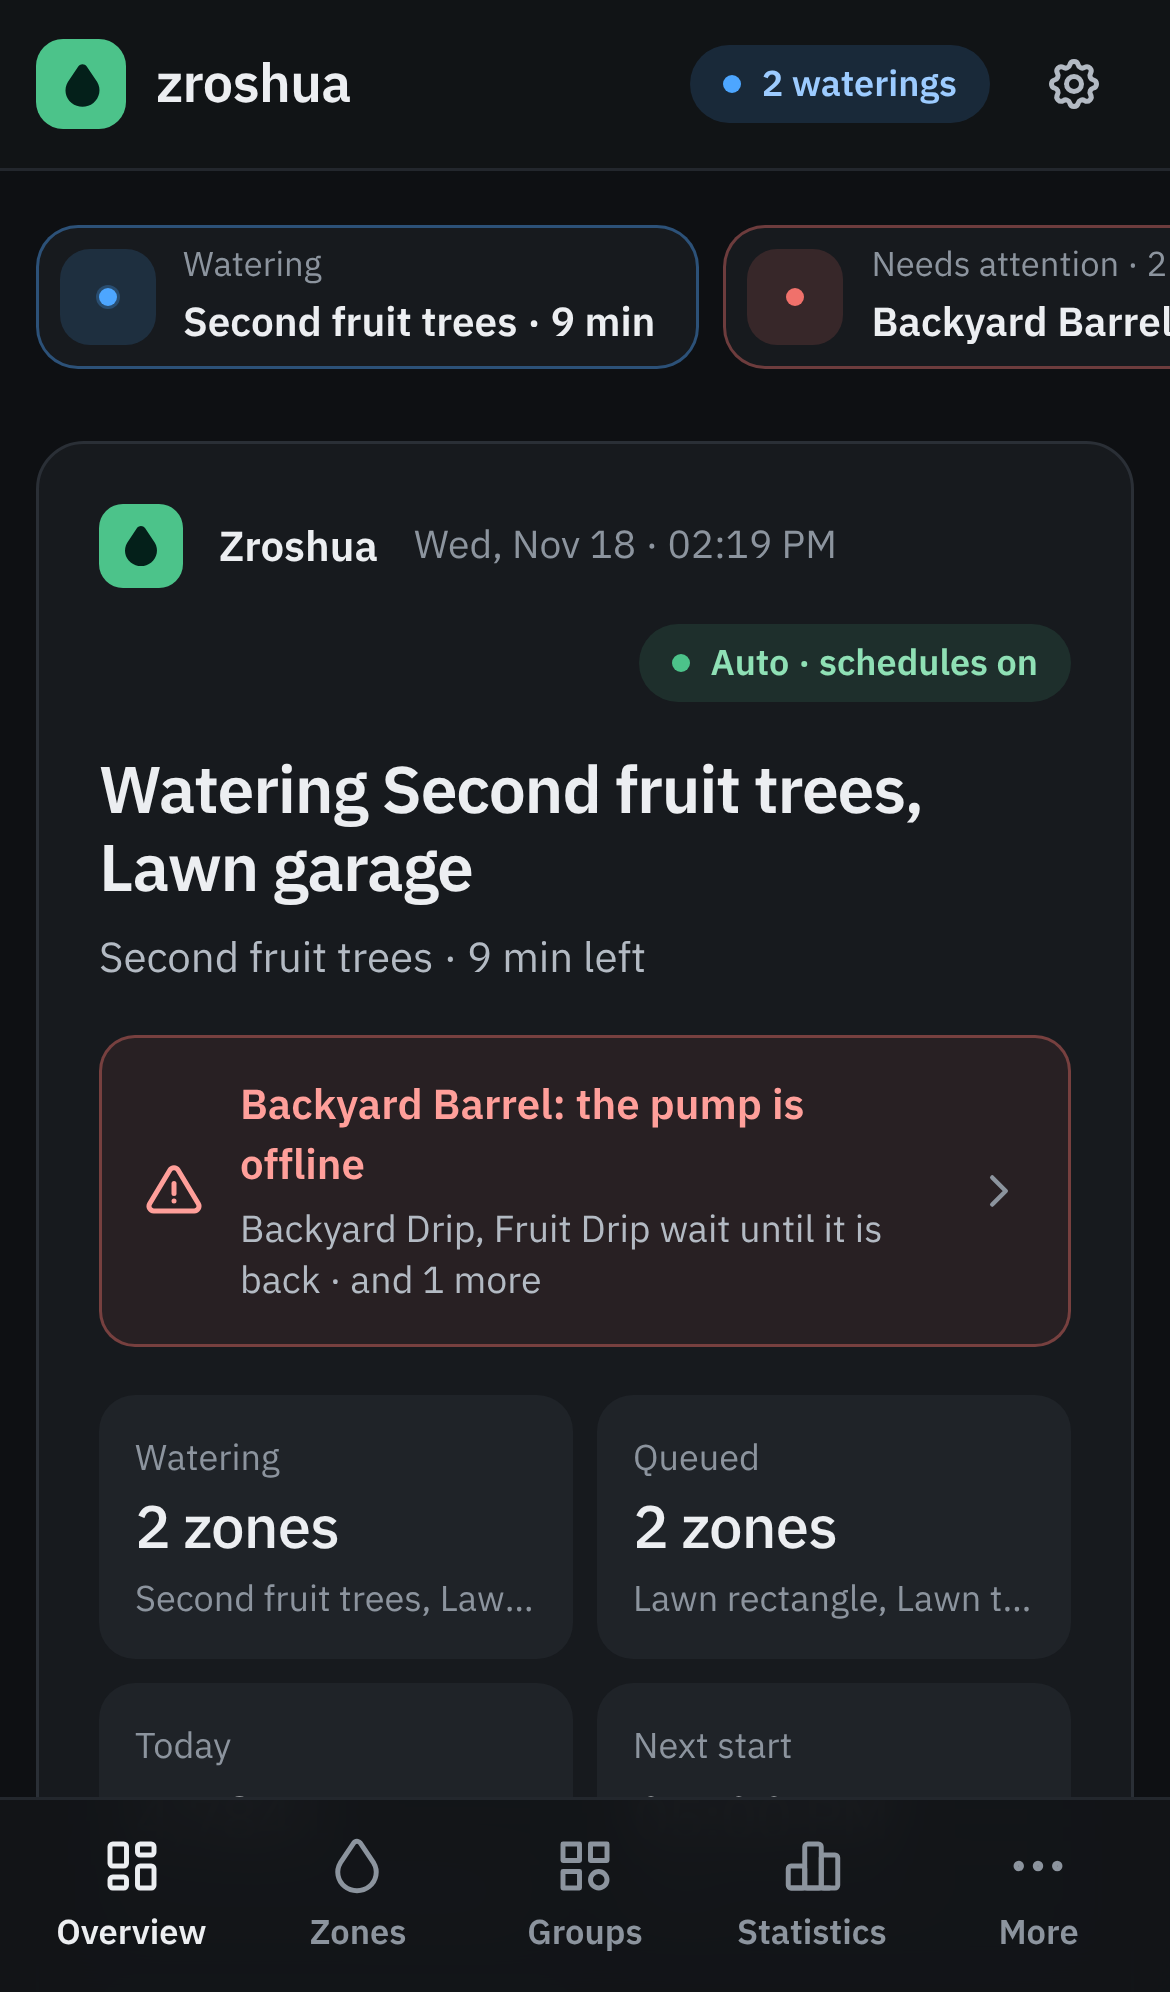 zroshua
2 waterings
Watering
Second fruit trees · 9 min
Needs attention · 2
Backyard Barrel
Zroshua
Wed, Nov 18 · 02:19 PM
Auto · schedules on
Watering Second fruit trees,
Lawn garage
Second fruit trees · 9 min left
Backyard Barrel: the pump is
offline
Backyard Drip, Fruit Drip wait until it is
back · and 1 more
Watering
2 zones
Second fruit trees, Law...
Queued
2 zones
Lawn rectangle, Lawn t...
Today
Next start
Overview
Zones
Groups
Statistics
More